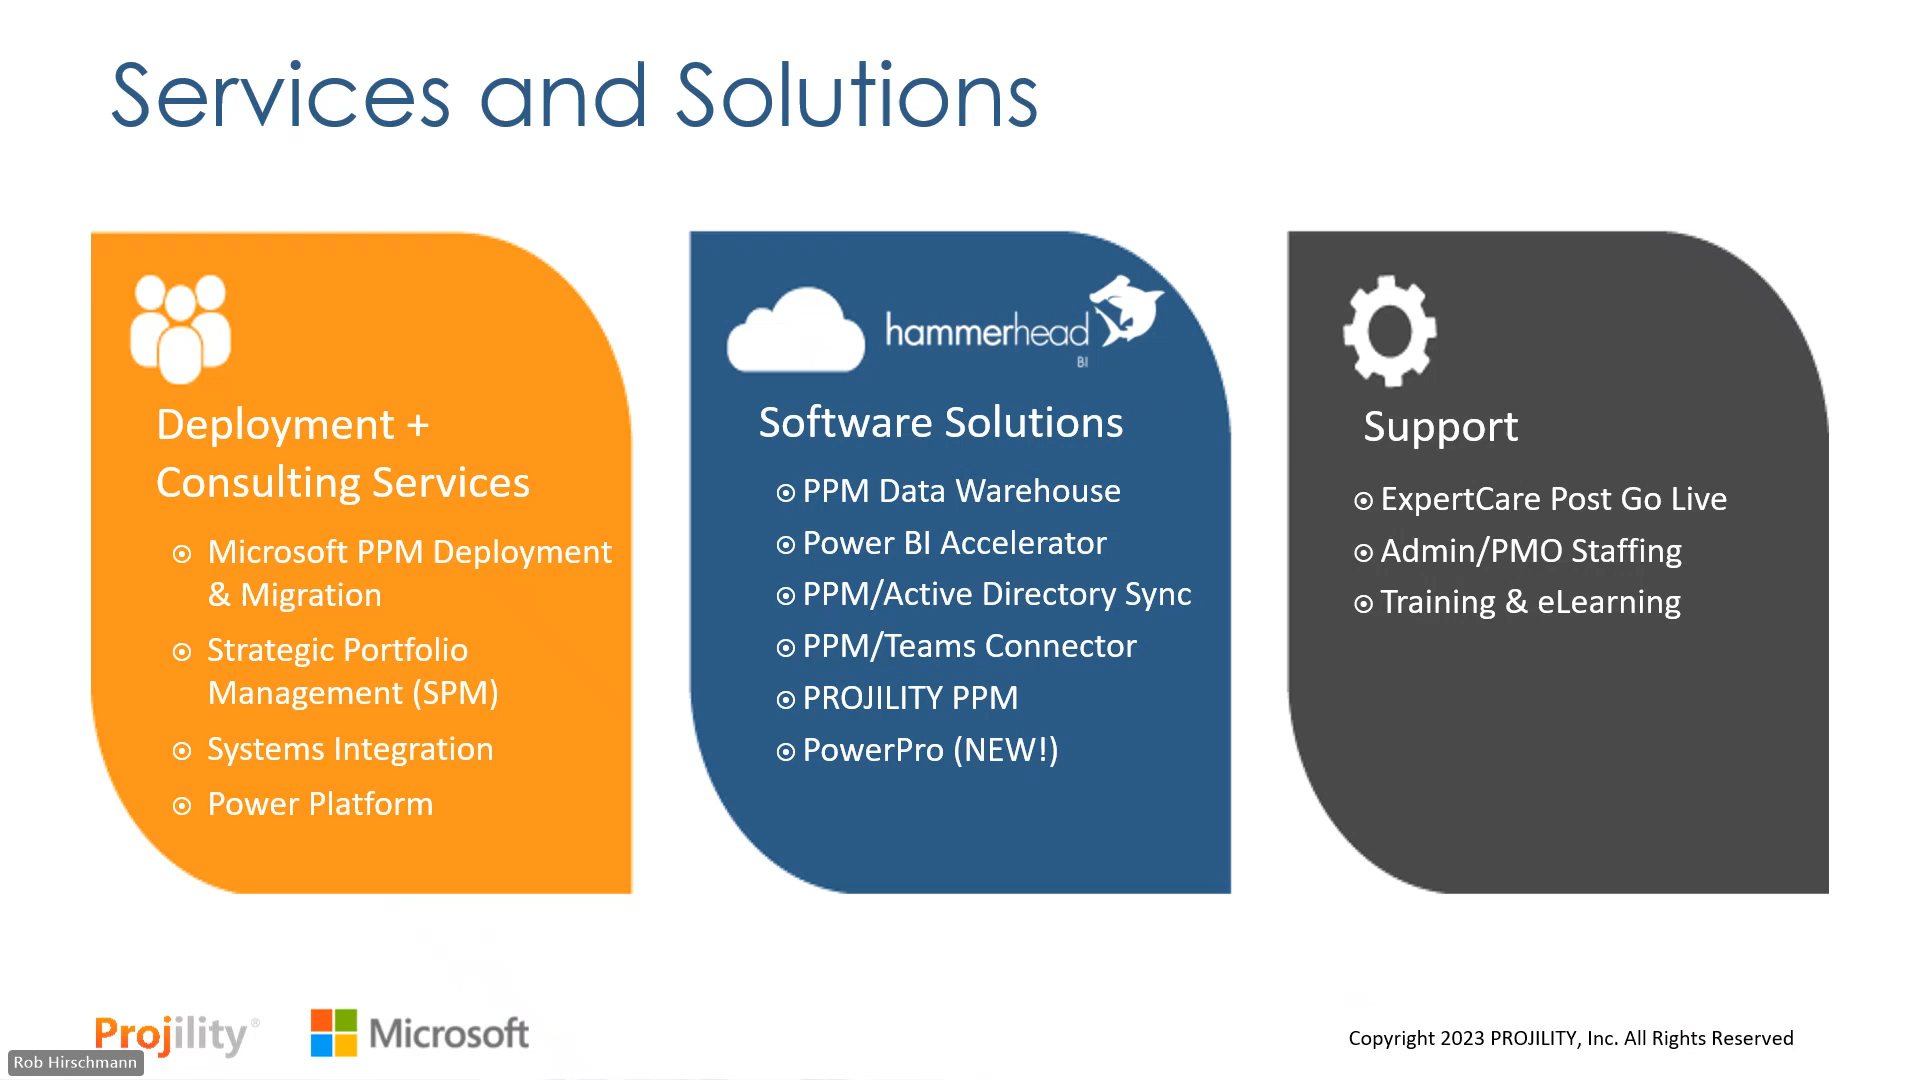 Services and Solutions
Deployment +
Consulting Services
Microsoft PPM Deployment
& Migration
Strategic Portfolio
Management (SPM)
Systems Integration
Power Platform
hammerhead
BI
Software Solutions
PPM Data Warehouse
Power BI Accelerator
PPM/Active Directory Sync
PPM/Teams Connector
PROJILITY PPM
PowerPro (NEW!)
Support
ExpertCare Post Go Live
Admin/PMO Staffing
Training & eLearning
Projility®
Microsoft
Rob Hirschmann
Copyright 2023 PROJILITY, Inc. All Rights Reserved